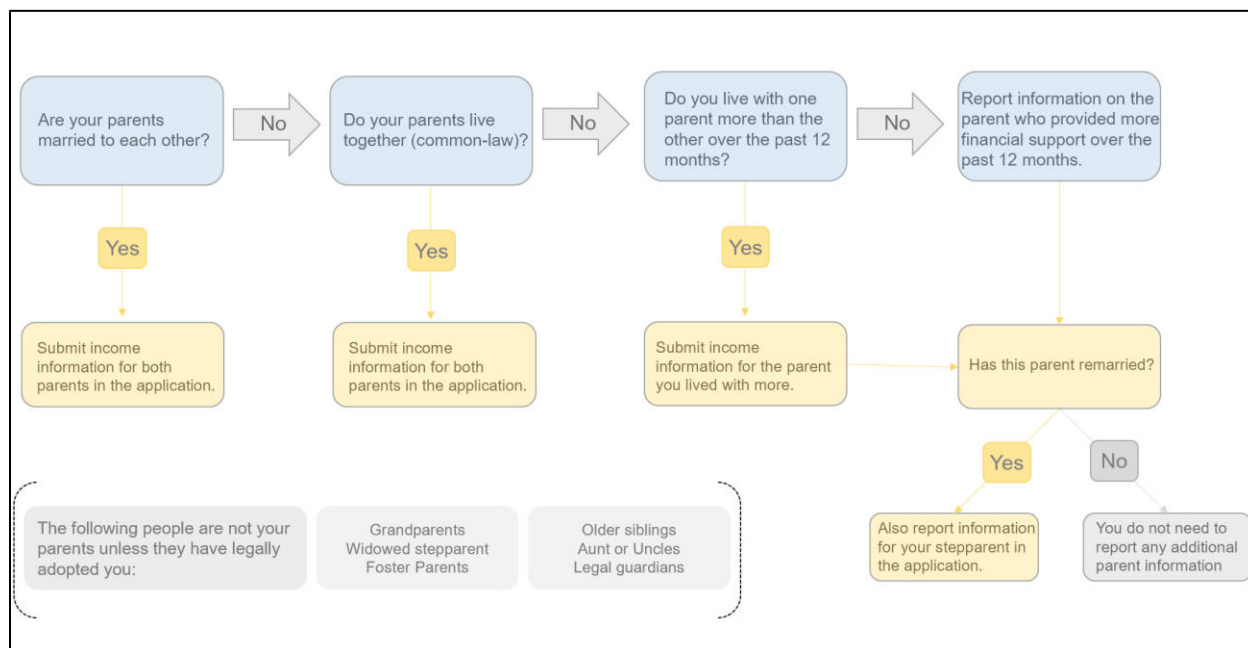 Are your parents
married to each other?
No
Do your parents live
together (common-law)?
No
Do you live with one
parent more than the
other over the past 12
months?
No
Report information on the
parent who provided more
financial support over the
past 12 months.
Yes
Yes
Yes
Submit income
information for both
parents in the application.
Submit income
information for both
parents in the application.
Submit income
information for the parent
you lived with more.
Has this parent remarried?
Yes
No
Also report information
for your stepparent in
the application.
You do not need to
report any additional
parent information
The following people are not your
parents unless they have legally
adopted you:
Grandparents
Widowed stepparent
Foster Parents
Older siblings
Aunt or Uncles
Legal guardians